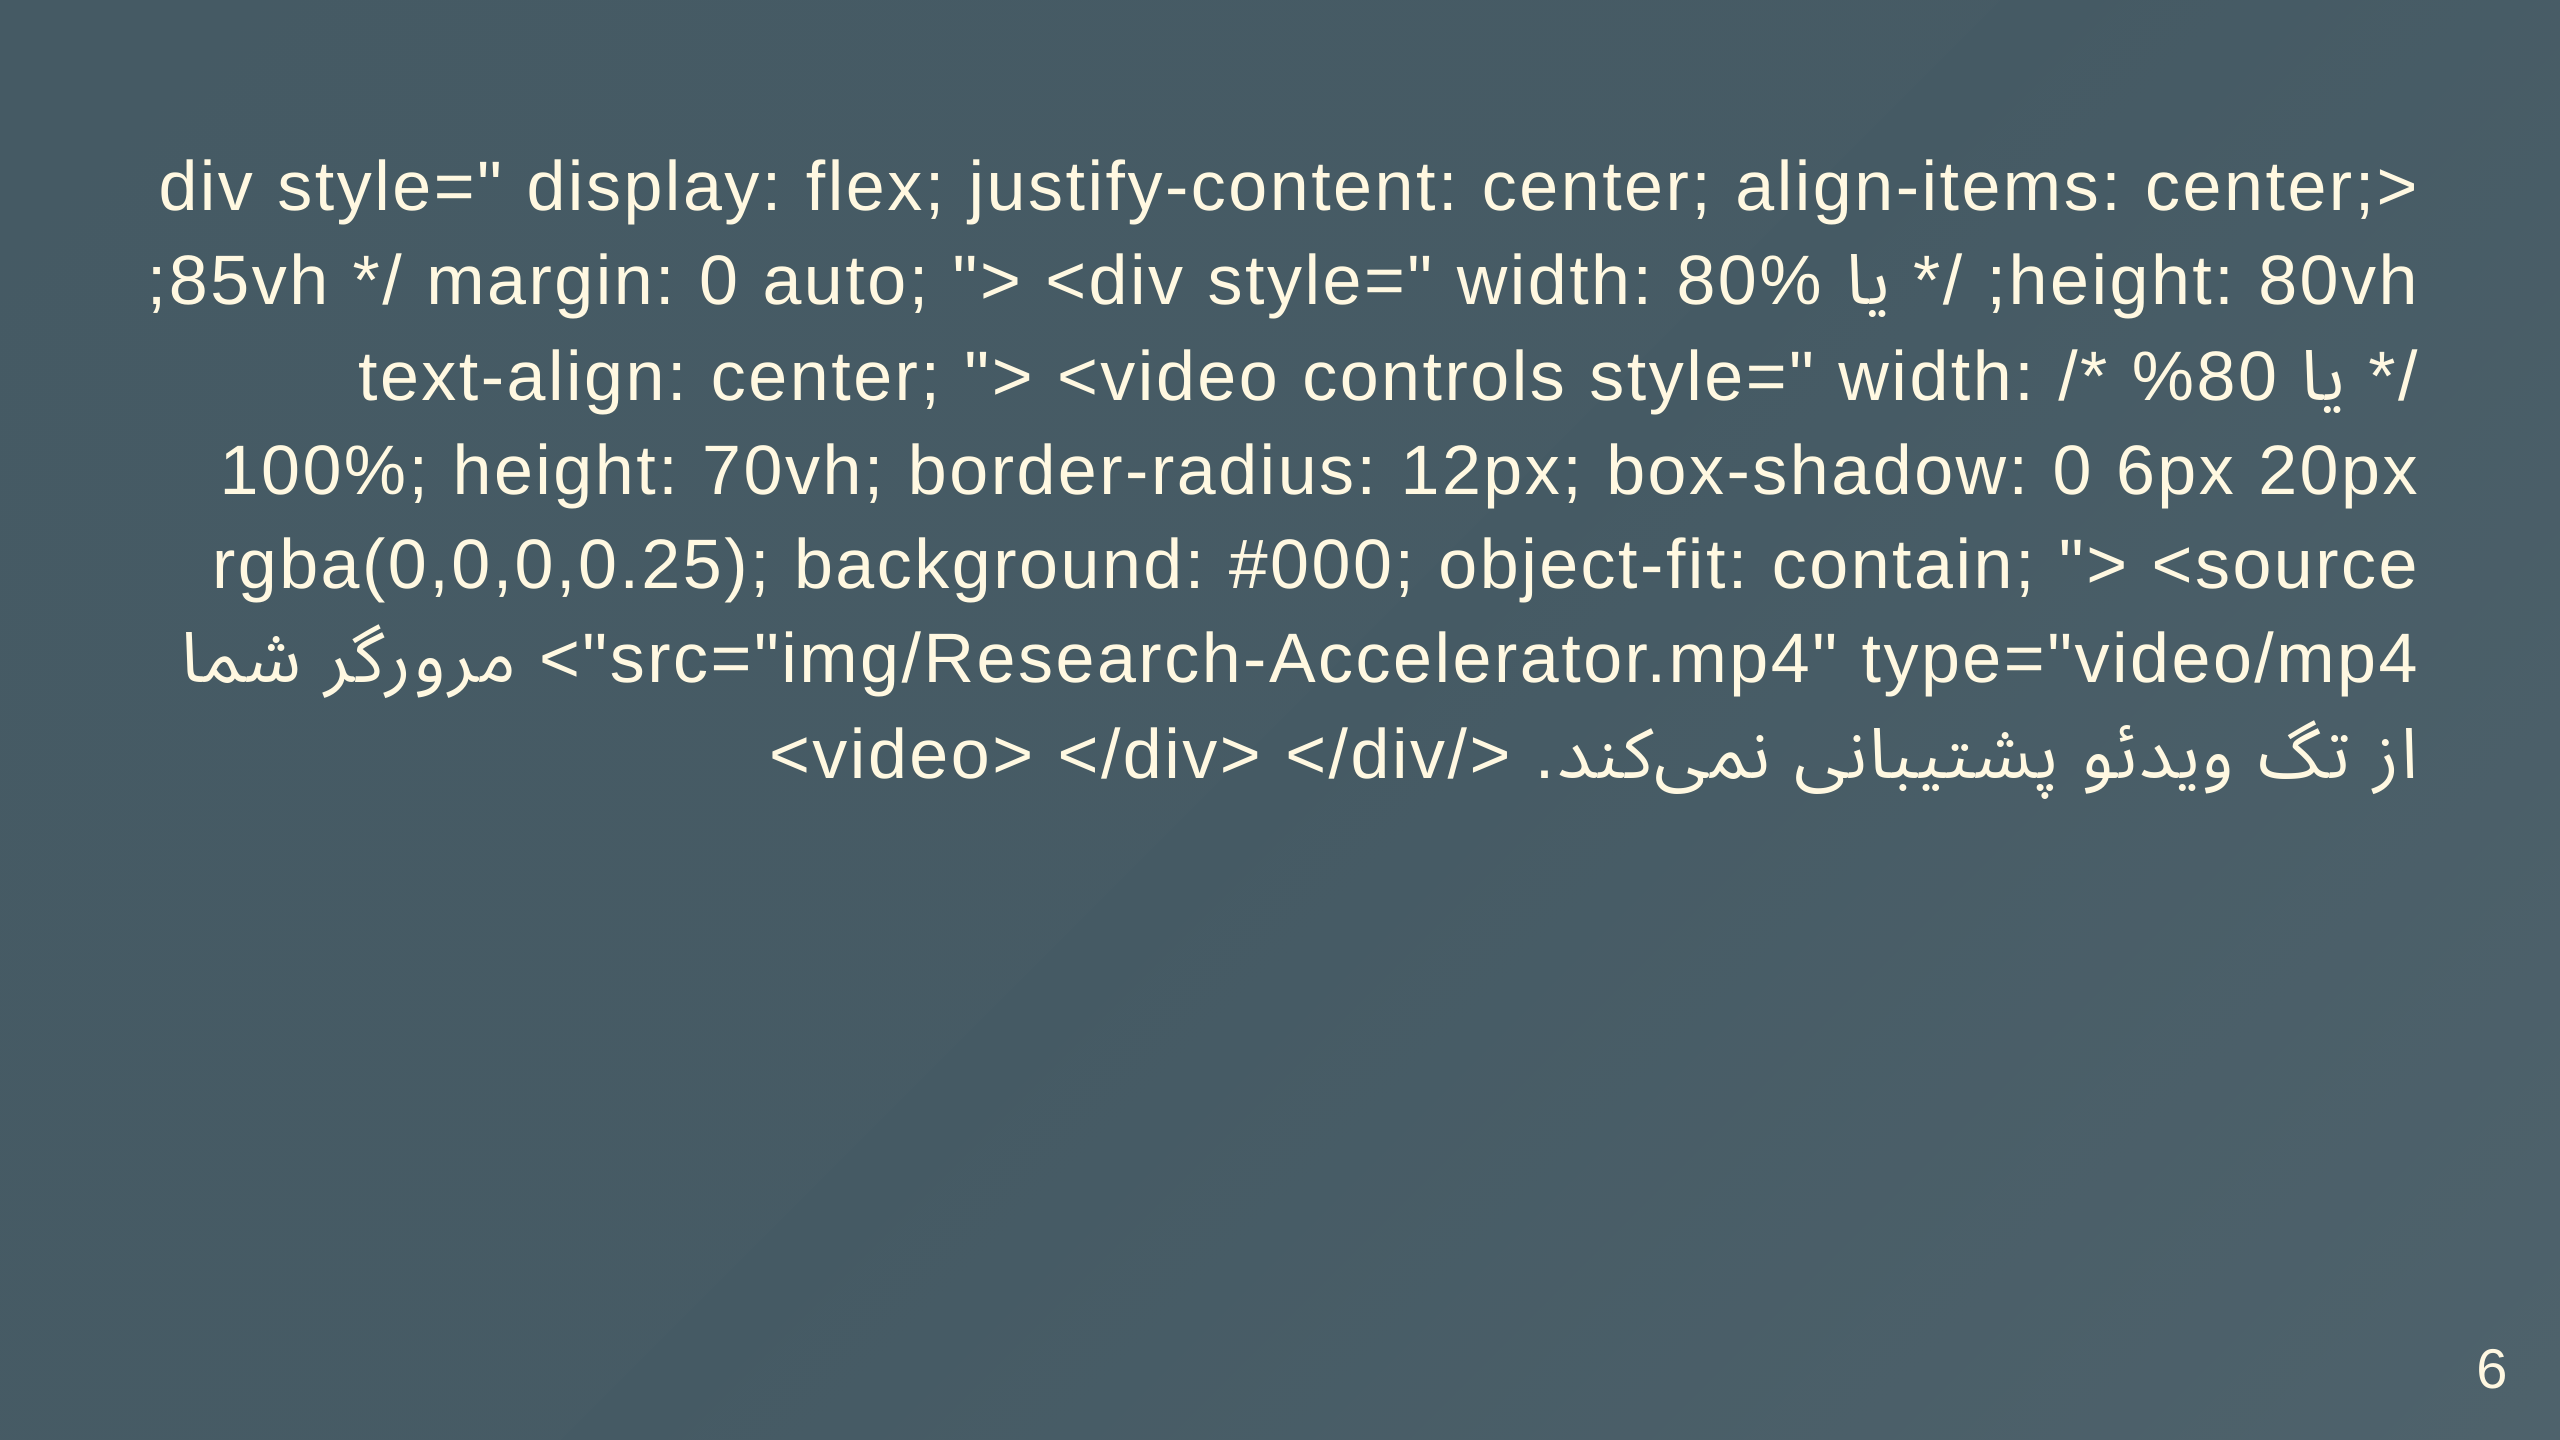 <div style=" display: flex; justify-content: center; align-items: center;
height: 80vh; /* یا 85vh */ margin: 0 auto; "> <div style=" width: 80%;
/* یا 80% */ text-align: center; "> <video controls style=" width:
100%; height: 70vh; border-radius: 12px; box-shadow: 0 6px 20px
rgba(0,0,0,0.25); background: #000; object-fit: contain; "> <source
src="img/Research-Accelerator.mp4" type="video/mp4"> مرورگر شما
از تگ ویدئو پشتیبانی نمی‌کند. </video> </div> </div>
6